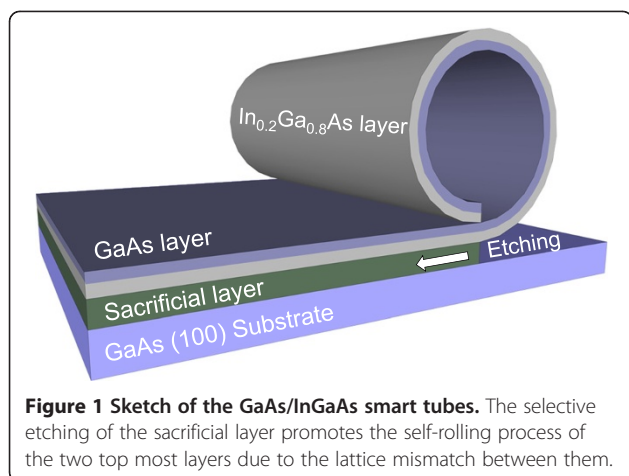 In0.2Ga0.8As layer
GaAs layer
Etching
Sacrificial layer
GaAs (100) Substrate
Figure 1 Sketch of the GaAs/InGaAs smart tubes. The selective
etching of the sacrificial layer promotes the self-rolling process of
the two top most layers due to the lattice mismatch between them.